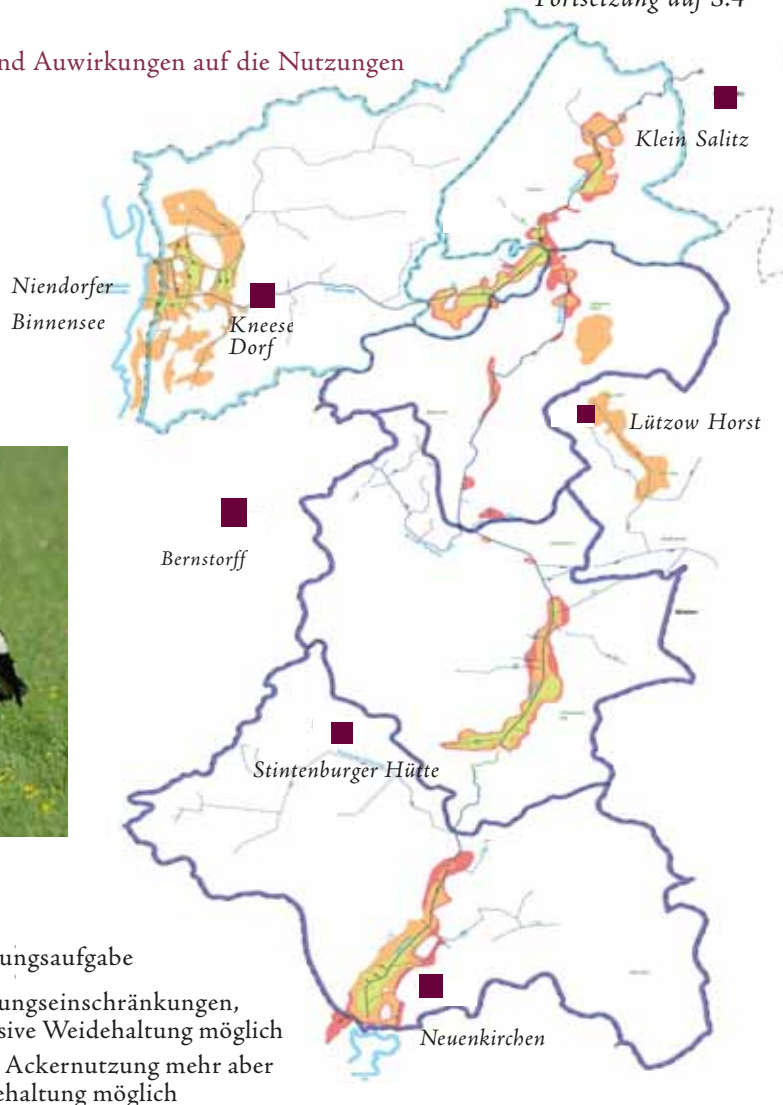 Fortsetzung auf S.4
nd Auwirkungen auf die Nutzungen
Klein Salitz
Niendorfer
Binnensee
Kneese
Dorf
Lützow Horst
Bernstorff
Stintenburger Hütte
ungsaufgabe
ungseinschränkungen,
sive Weidehaltung möglich
Ackernutzung mehr aber
ehaltung möglich
Neuenkirchen